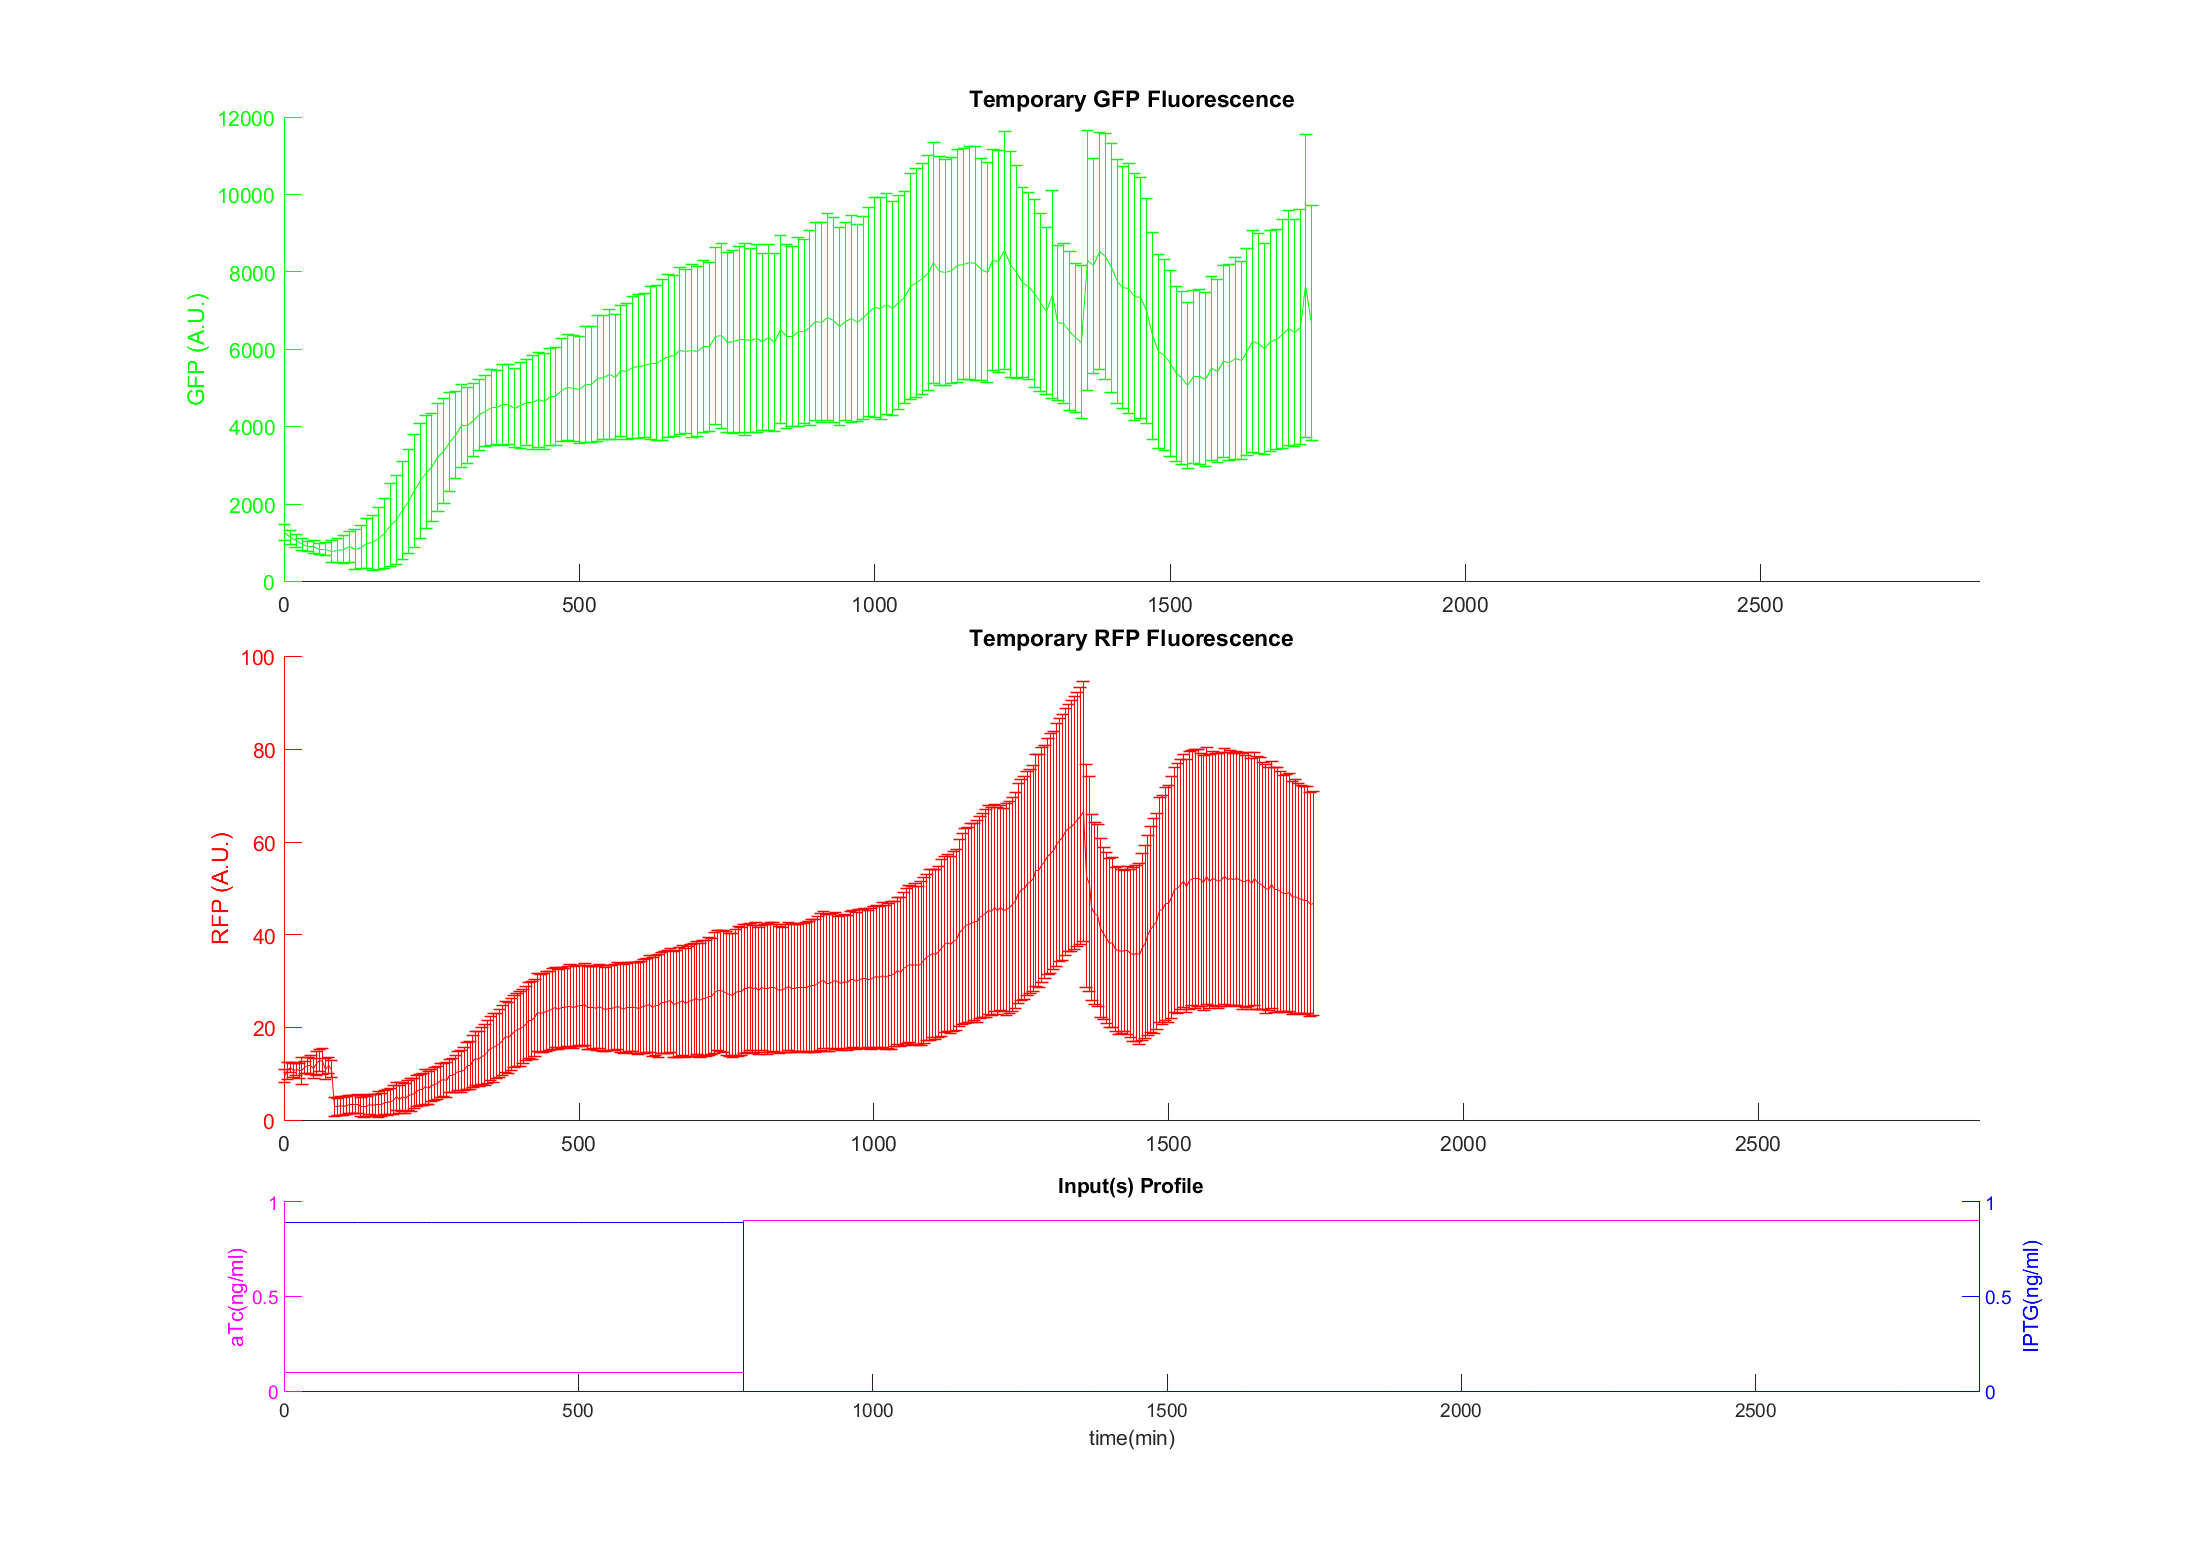 Temporary GFP Fluorescence
GFP (A.U.)
12000
10000
8000
6000
4000
2000
0
0 500 1000 1500 2000 2500
Temporary RFP Fluorescence
RFP (A.U.)
100
80
60
40
20
0
0 500 1000 1500 2000 2500
Input(s) Profile
aTc(ng/ml)
1
0.5
0
IPTG(ng/ml)
1
0.5
0
0 500 1000 1500 2000 2500
time(min)